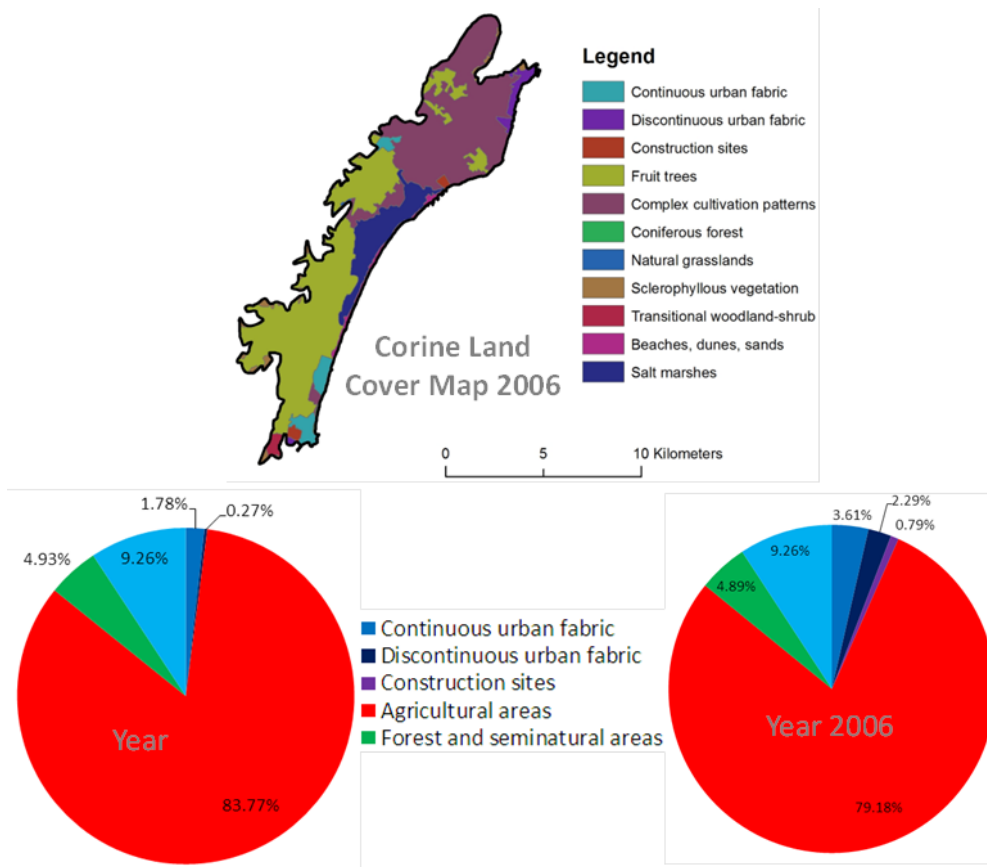 Legend
Continuous urban fabric
Discontinuous urban fabric
Construction sites
Fruit trees
Complex cultivation patterns
Coniferous forest
Natural grasslands
Sclerophyllous vegetation
Transitional woodland-shrub
Beaches, dunes, sands
Salt marshes
Corine Land
Cover Map 2006
0 5 10 Kilometers
1.78%
0.27%
4.93%
9.26%
Year
83.77%
Continuous urban fabric
Discontinuous urban fabric
Construction sites
Agricultural areas
Forest and seminatural areas
2.29%
3.61%
0.79%
9.26%
4.89%
Year 2006
79.18%